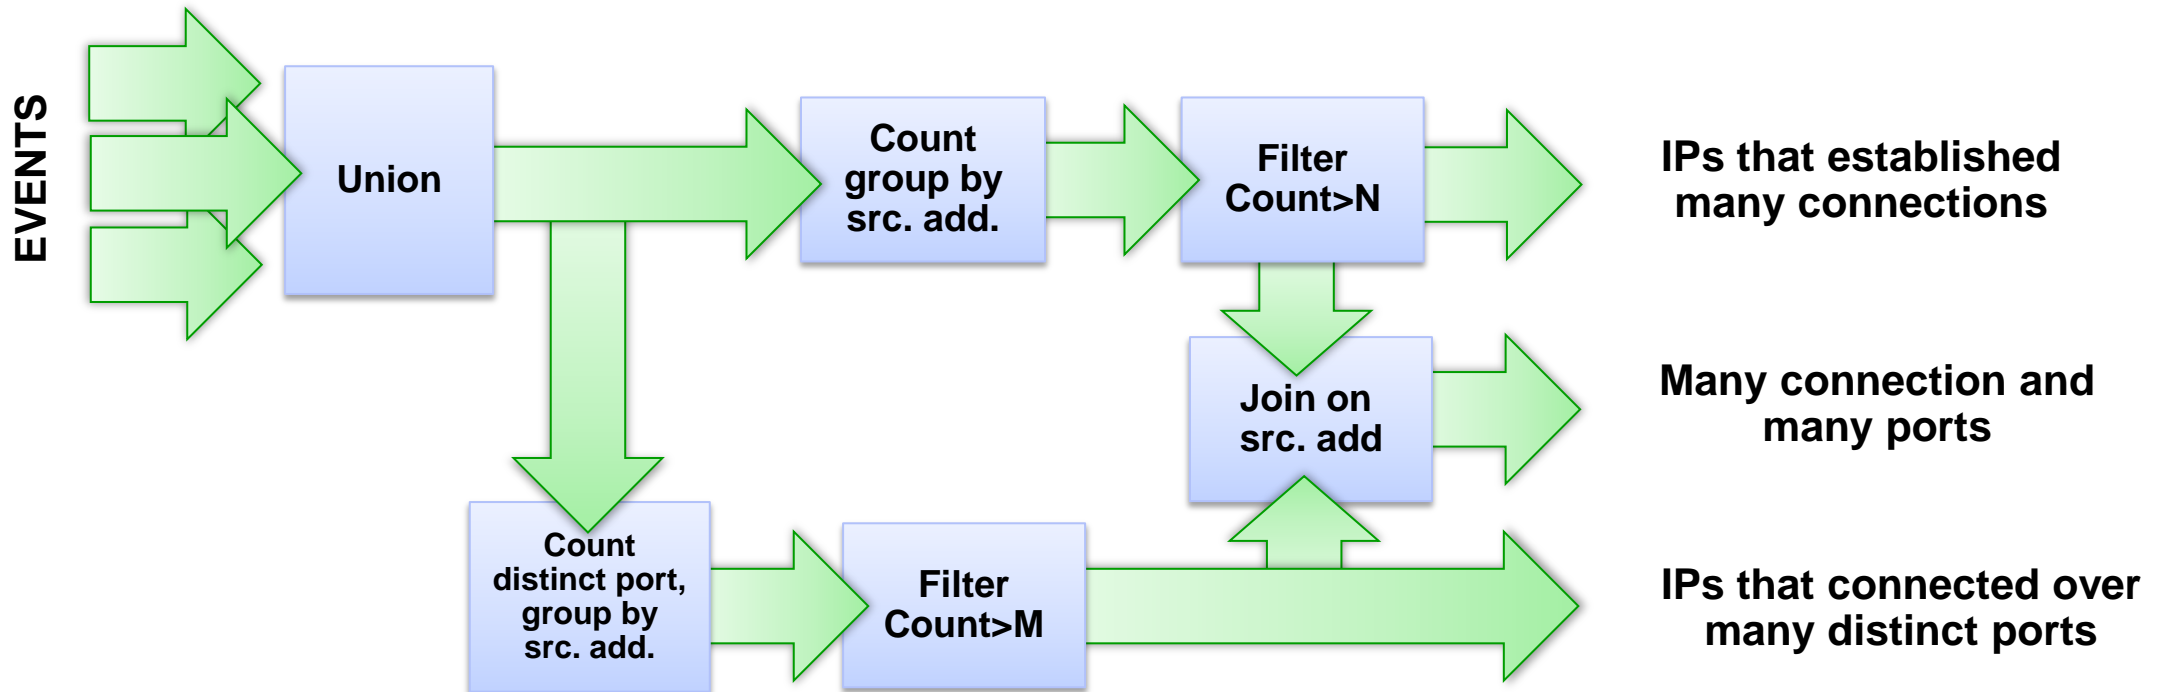 EVENTS
Union
Count
group by
src. add.
Filter
Count>N
IPs that established
many connections
Join on
src. add
Many connection and
many ports
Count
distinct port,
group by
src. add.
Filter
Count>M
IPs that connected over
many distinct ports